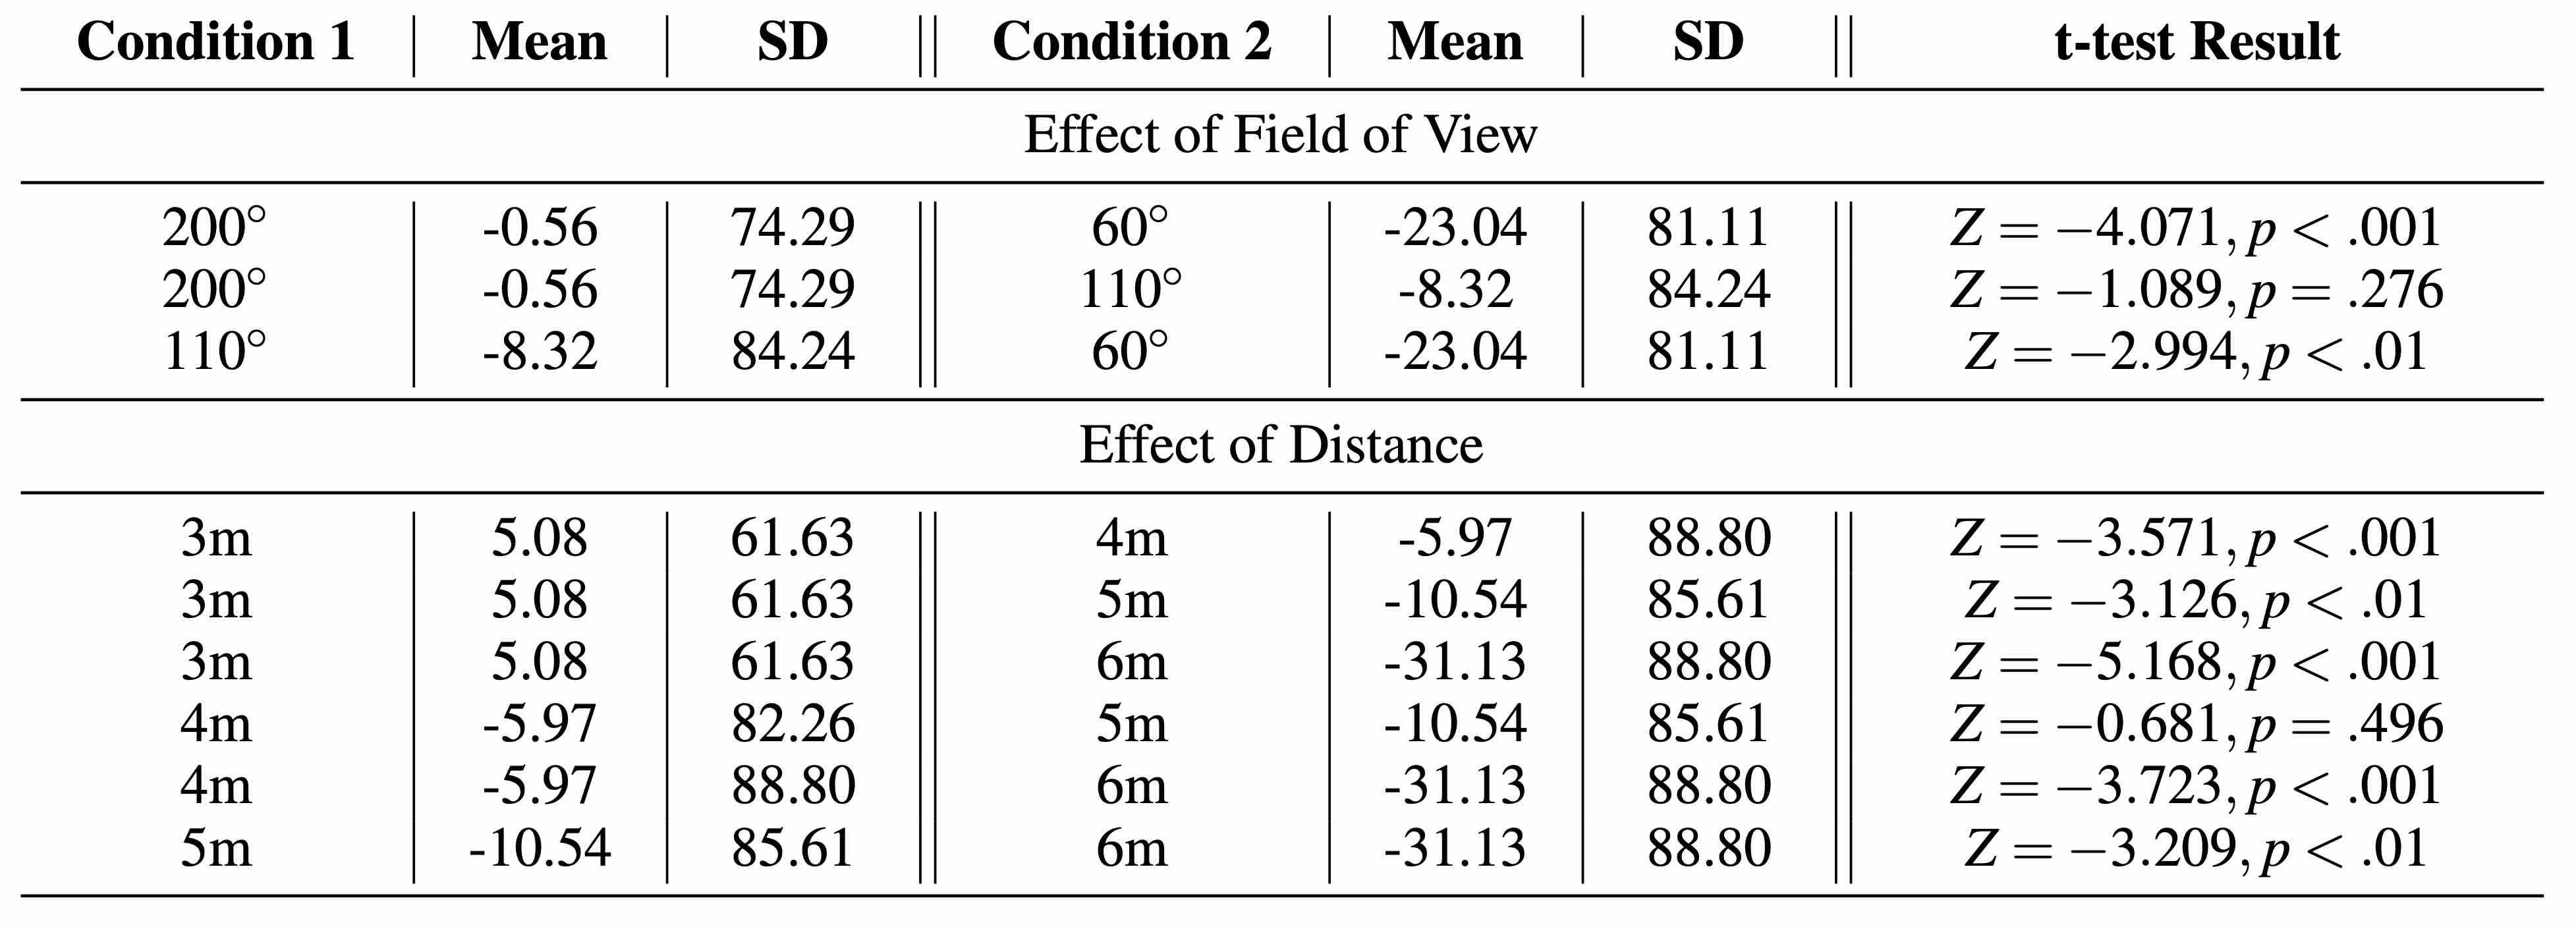 Condition 1 Mean SD Condition 2 Mean SD t-test Result
Effect of Field of View
200° -0.56 74.29 60° -23.04 81.11 Z = −4.071, p < .001
200° -0.56 74.29 110° -8.32 84.24 Z = −1.089, p = .276
110° -8.32 84.24 60° -23.04 81.11 Z = −2.994, p < .01
Effect of Distance
3m 5.08 61.63 4m -5.97 88.80 Z = −3.571, p < .001
3m 5.08 61.63 5m -10.54 85.61 Z = −3.126, p < .01
3m 5.08 61.63 6m -31.13 88.80 Z = −5.168, p < .001
4m -5.97 82.26 5m -10.54 85.61 Z = −0.681, p = .496
4m -5.97 88.80 6m -31.13 88.80 Z = −3.723, p < .001
5m -10.54 85.61 6m -31.13 88.80 Z = −3.209, p < .01